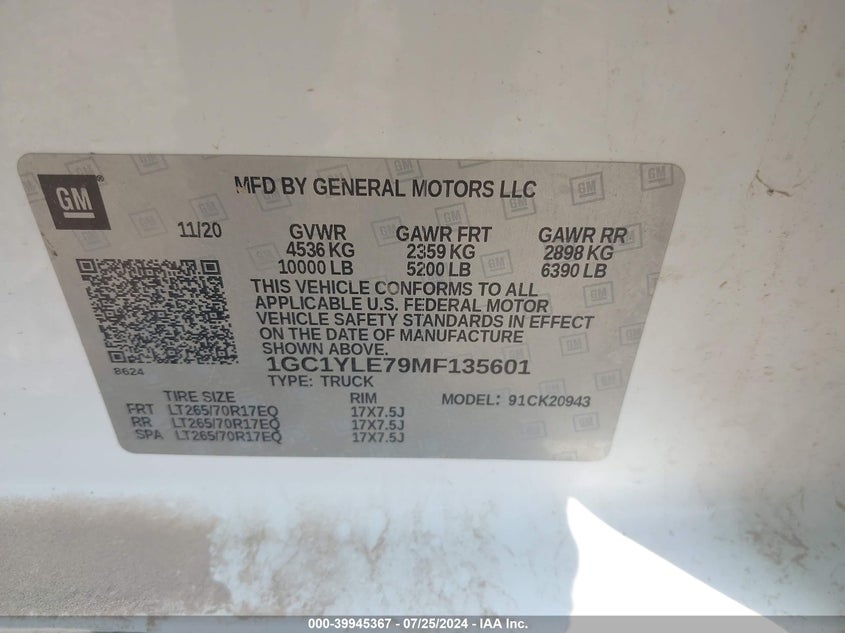 GM
MFD BY GENERAL MOTORS LLC
11/20 GVWR GAWR FRT GAWR RR
4536 KG 2359 KG 2898 KG
10000 LB 5200 LB 6390 LB
THIS VEHICLE CONFORMS TO ALL
APPLICABLE U.S. FEDERAL MOTOR
VEHICLE SAFETY STANDARDS IN EFFECT
ON THE DATE OF MANUFACTURE
SHOWN ABOVE.
8624 1GC1YLE79MF135601
TYPE: TRUCK
TIRE SIZE RIM MODEL: 91CK20943
FRT LT265/70R17EQ 17X7.5J
RR LT265/70R17EQ 17X7.5J
SPA LT265/70R17EQ 17X7.5J
000-39945367 - 07/25/2024 - IAA Inc.